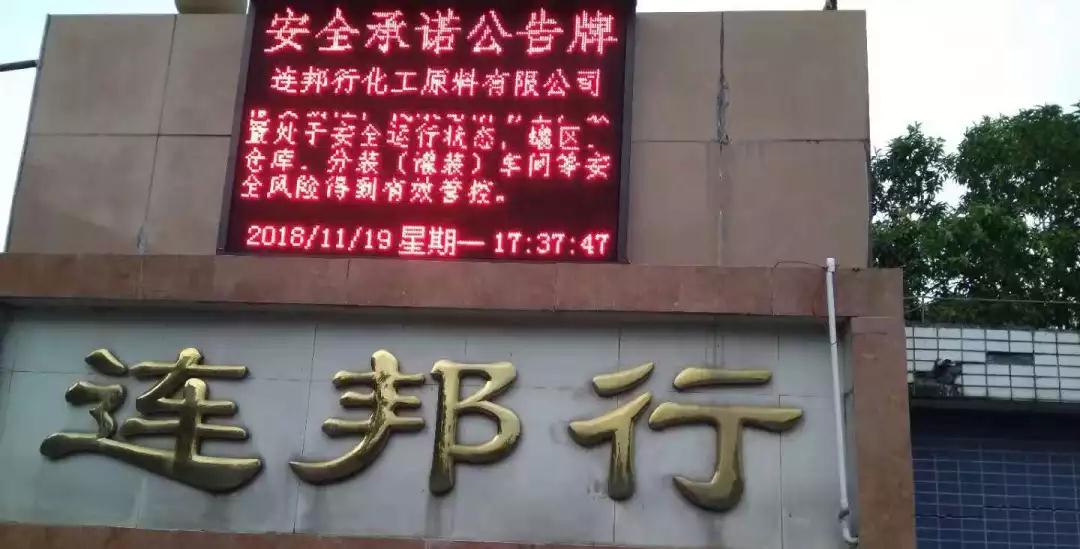 安全承诺公告牌
连邦行化工原料有限公司
置处于安全运行状态，罐区、
仓库、分装（灌装）车间等安
全风险得到有效管控。
2018/11/19 星期一 17:37:47
连邦行